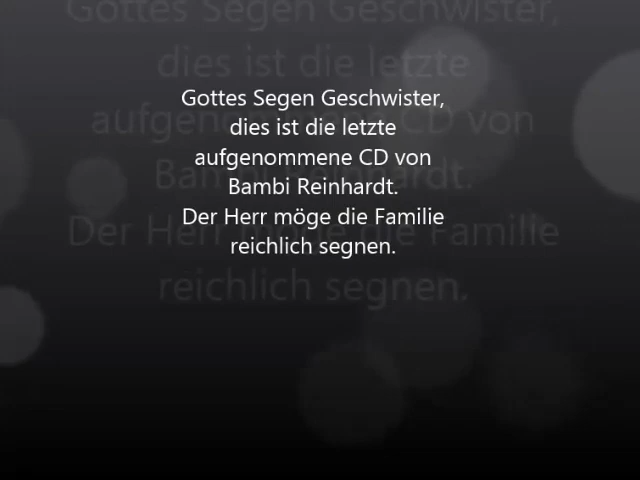 Gottes Segen Geschwister,
dies ist die letzte
aufgenommene CD von
Bambi Reinhardt.
Der Herr möge die Familie
reichlich segnen.